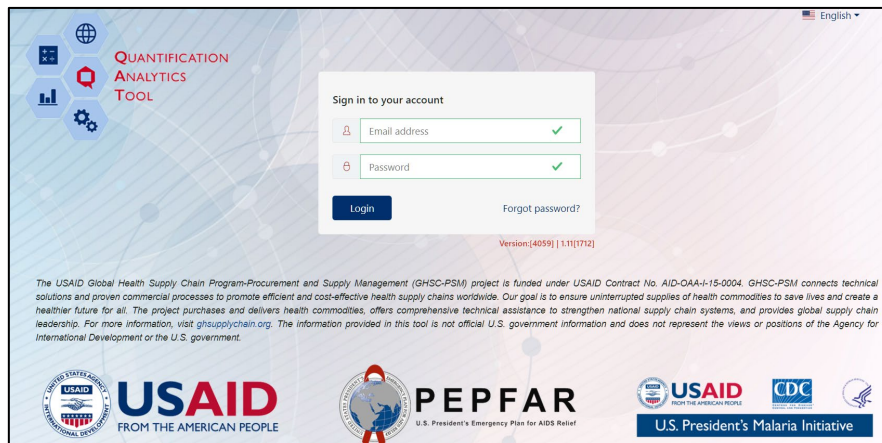 English
QUANTIFICATION
ANALYTICS
TOOL
Sign in to your account
Email address
Password
Login
Forgot password?
Version:[4059] | 1.11[1712]
The USAID Global Health Supply Chain Program-Procurement and Supply Management (GHSC-PSM) project is funded under USAID Contract No. AID-OAA-I-15-0004. GHSC-PSM connects technical
solutions and proven commercial processes to promote efficient and cost-effective health supply chains worldwide. Our goal is to ensure uninterrupted supplies of health commodities to save lives and create a
healthier future for all. The project purchases and delivers health commodities, offers comprehensive technical assistance to strengthen national supply chain systems, and provides global supply chain
leadership. For more information, visit ghsupplychain.org. The information provided in this tool is not official U.S. government information and does not represent the views or positions of the Agency for
International Development or the U.S. government.
UNITED STATES AGENCY
USAID
INTERNATIONAL DEVELOPMENT
USAID
FROM THE AMERICAN PEOPLE
PEPFAR
U.S. President's Emergency Plan for AIDS Relief
USAID
FROM THE AMERICAN PEOPLE
CDC
U.S. President's Malaria Initiative